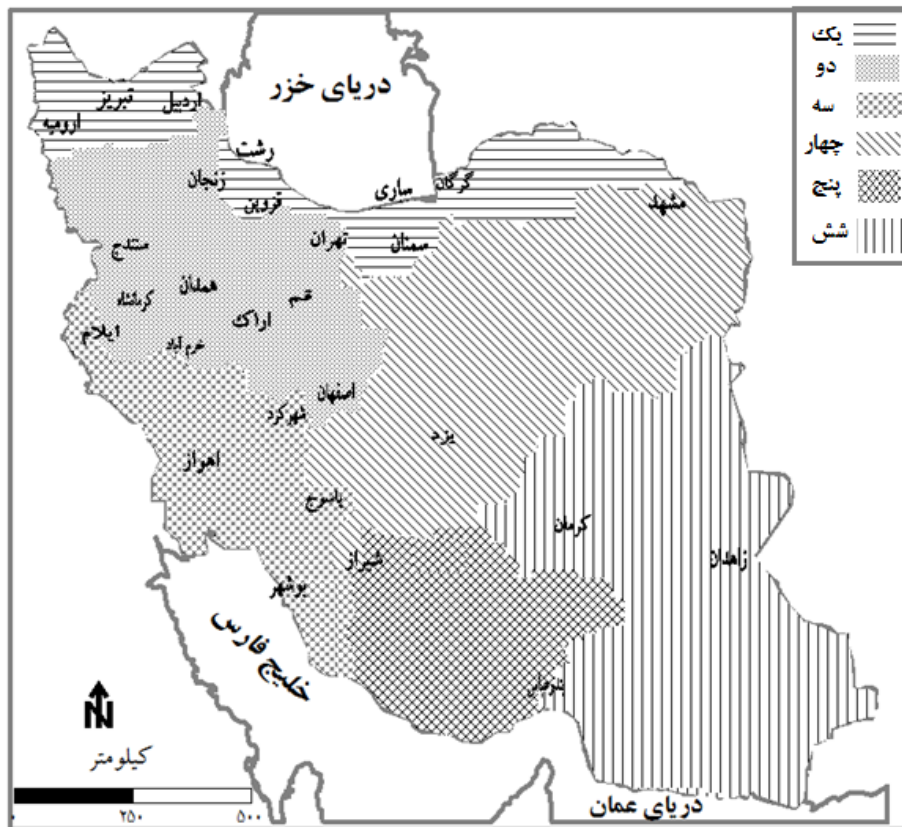 یک
دو
سه
چهار
پنج
شش
دریای خزر
تبریز
اردبیل
ارومیه
رشت
زنجان
قزوین
ساری
گرگان
مشهد
تهران
سمنان
سنندج
همدان
قم
کرمانشاه
اراک
ایلام
خرم آباد
اصفهان
شهرکرد
یزد
اهواز
یاسوج
کرمان
شیراز
زاهدان
بوشهر
خلیج فارس
بندرعباس
N
کیلومتر
۰ ۲۵۰ ۵۰۰
دریای عمان